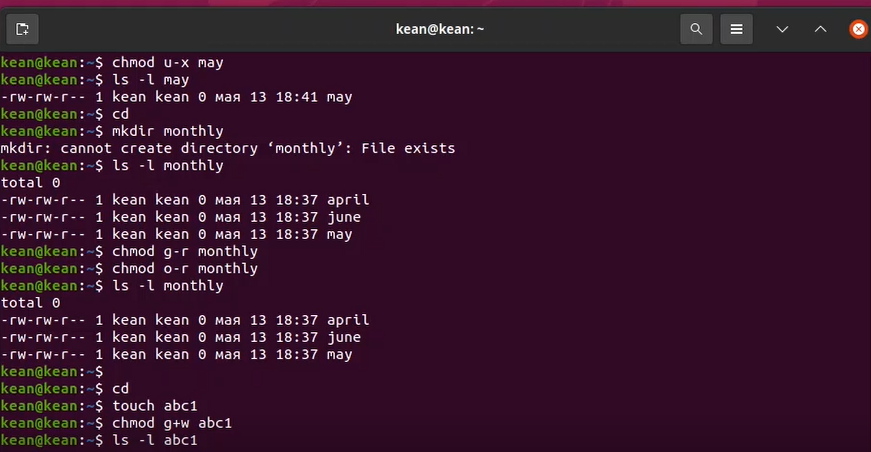 kean@kean: ~
kean@kean:~$ chmod u-x may
kean@kean:~$ ls -l may
-rw-rw-r-- 1 kean kean 0 мая 13 18:41 may
kean@kean:~$ cd
kean@kean:~$ mkdir monthly
mkdir: cannot create directory ‘monthly’: File exists
kean@kean:~$ ls -l monthly
total 0
-rw-rw-r-- 1 kean kean 0 мая 13 18:37 april
-rw-rw-r-- 1 kean kean 0 мая 13 18:37 june
-rw-rw-r-- 1 kean kean 0 мая 13 18:37 may
kean@kean:~$ chmod g-r monthly
kean@kean:~$ chmod o-r monthly
kean@kean:~$ ls -l monthly
total 0
-rw-rw-r-- 1 kean kean 0 мая 13 18:37 april
-rw-rw-r-- 1 kean kean 0 мая 13 18:37 june
-rw-rw-r-- 1 kean kean 0 мая 13 18:37 may
kean@kean:~$
kean@kean:~$ cd
kean@kean:~$ touch abc1
kean@kean:~$ chmod g+w abc1
kean@kean:~$ ls -l abc1